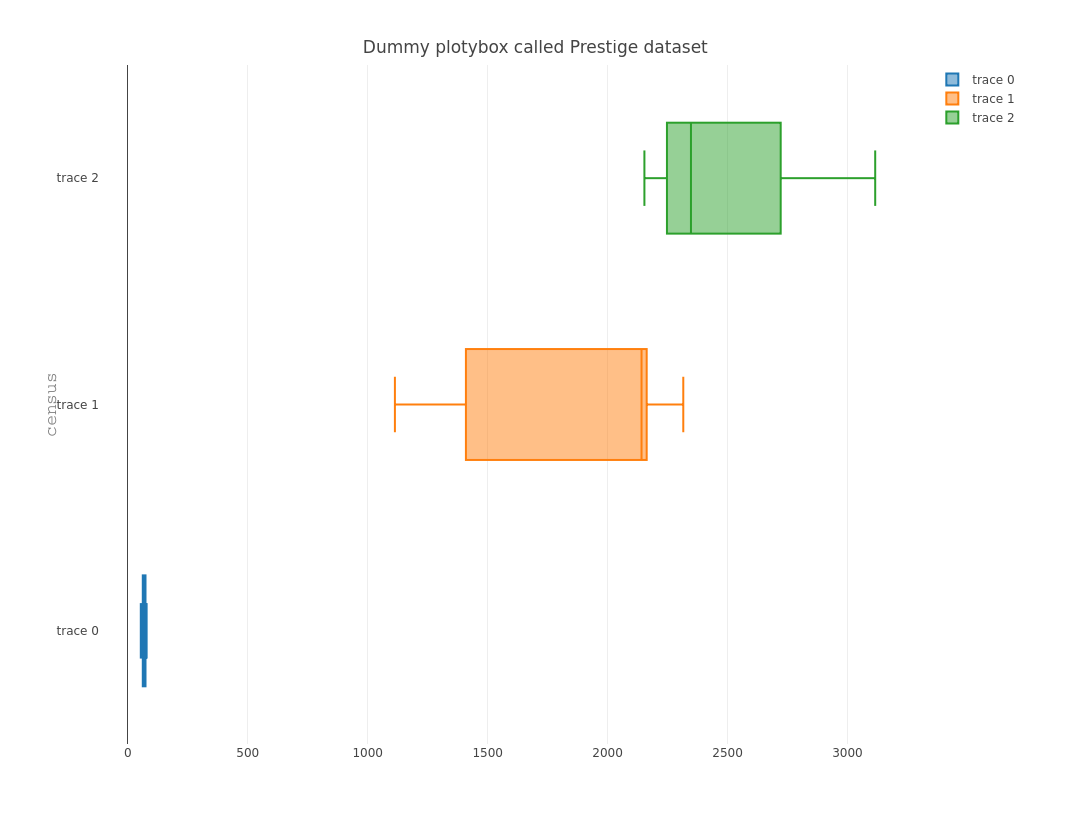 Dummy plotybox called Prestige dataset
trace 0
trace 1
trace 2
trace 2
census
trace 1
trace 0
0 500 1000 1500 2000 2500 3000